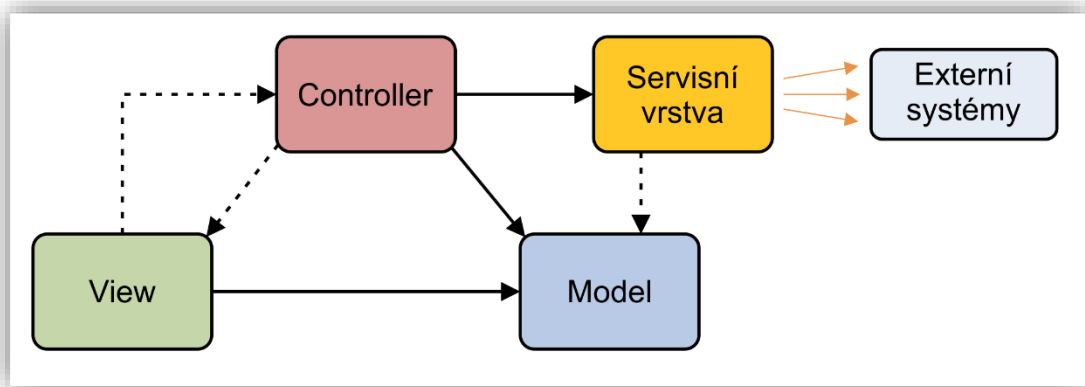 Controller
Servisní
vrstva
Externí
systémy
View
Model